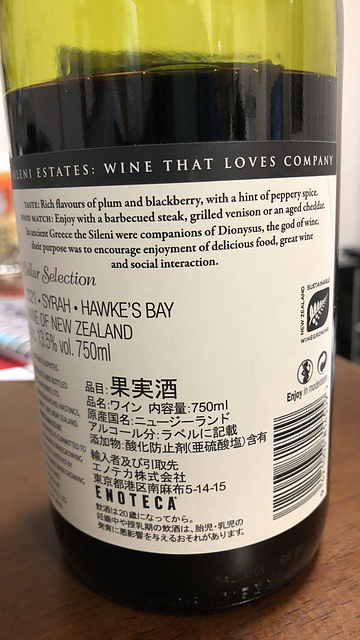 SILENI ESTATES: WINE THAT LOVES COMPANY
TASTE: Rich flavours of plum and blackberry, with a hint of peppery spice.
FOOD MATCH: Enjoy with a barbecued steak, grilled venison or an aged cheddar.
In ancient Greece the Sileni were companions of Dionysus, the god of wine,
their purpose was to encourage enjoyment of delicious food, great wine
and social interaction.
Cellar Selection
SYRAH • HAWKE'S BAY
OF NEW ZEALAND
13.5% vol. 750ml
SUSTAINABLE
NEW ZEALAND
WINEGROWING
Enjoy in moderation
品目:果実酒
品名:ワイン 内容量:750ml
原産国名:ニュージーランド
アルコール分:ラベルに記載
添加物:酸化防止剤(亜硫酸塩)含有
輸入者及び引取先
エノテカ株式会社
東京都港区南麻布5-14-15
ENOTECA
飲酒は20歳になってから。
妊娠中や授乳期の飲酒は、胎児・乳児の
発育に悪影響を与えるおそれがあります。